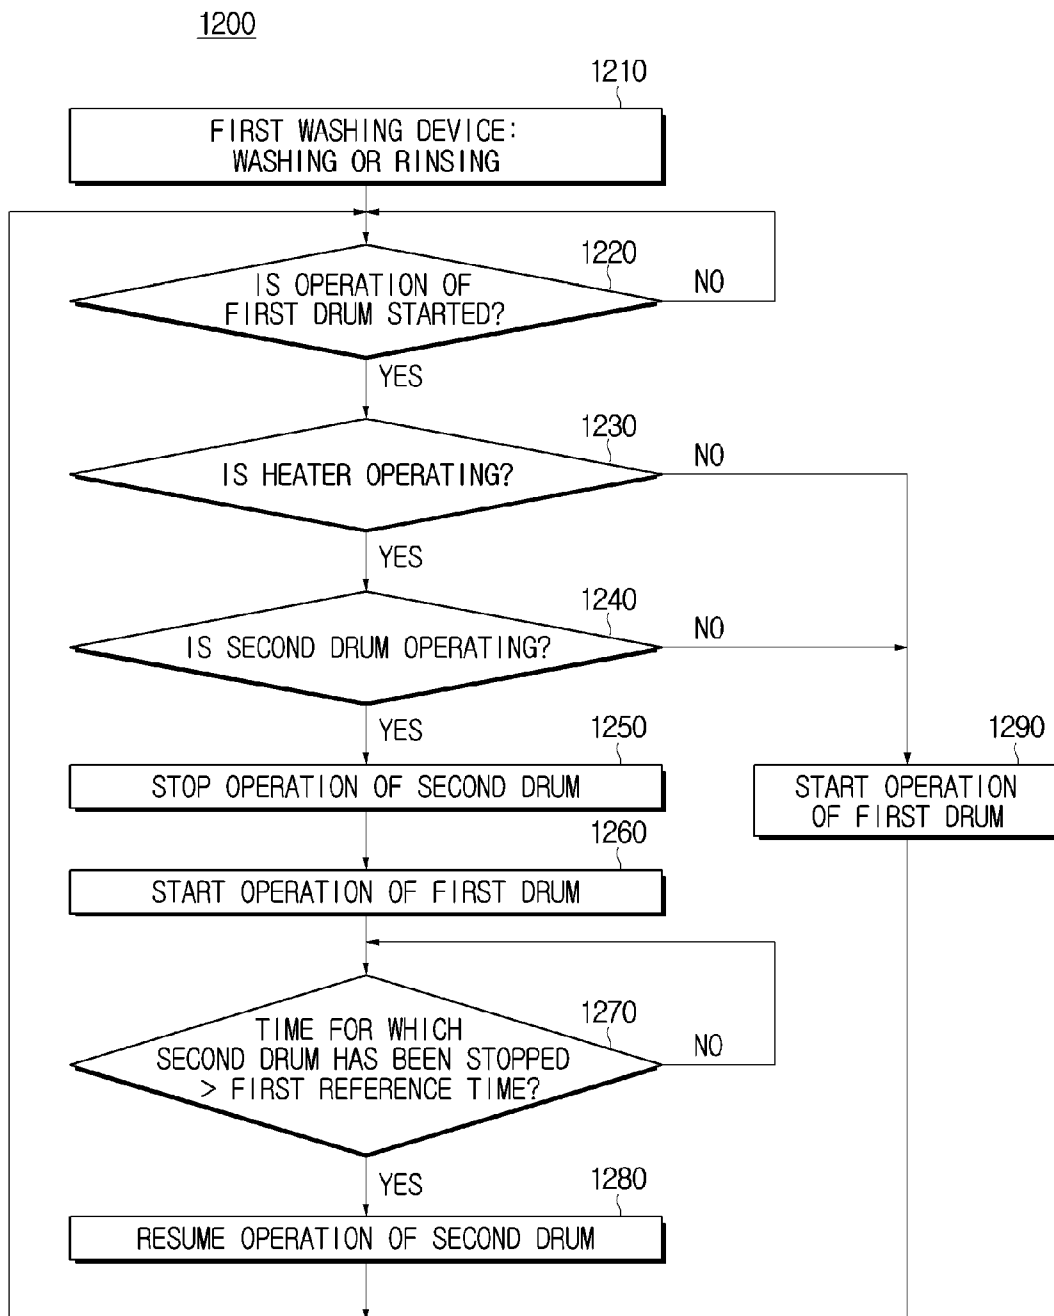 1200
1210
FIRST WASHING DEVICE:
WASHING OR RINSING
1220
IS OPERATION OF
FIRST DRUM STARTED?
NO
YES
1230
IS HEATER OPERATING?
NO
YES
1240
IS SECOND DRUM OPERATING?
NO
YES
1250
STOP OPERATION OF SECOND DRUM
1290
START OPERATION
OF FIRST DRUM
1260
START OPERATION OF FIRST DRUM
1270
TIME FOR WHICH
SECOND DRUM HAS BEEN STOPPED
> FIRST REFERENCE TIME?
NO
YES
1280
RESUME OPERATION OF SECOND DRUM